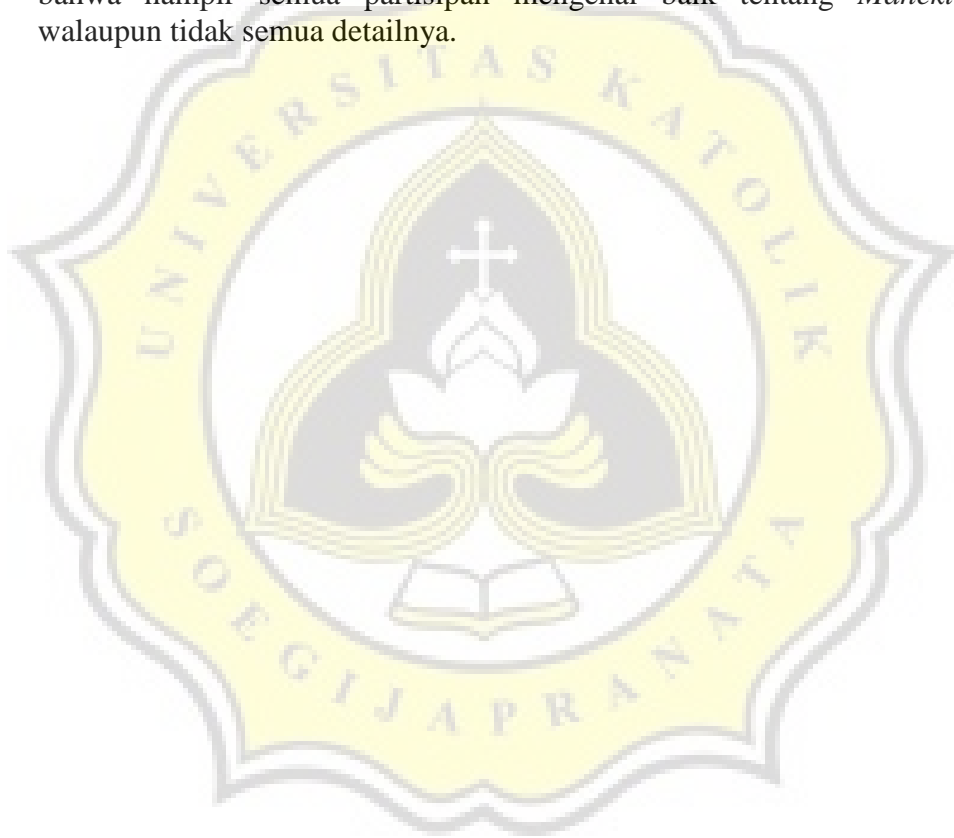 bahwa hampir semua partisipan mengenal baik tentang Maneki
walaupun tidak semua detailnya.
UNIVERSITAS KATOLIK
SOEGIJAPRANATA